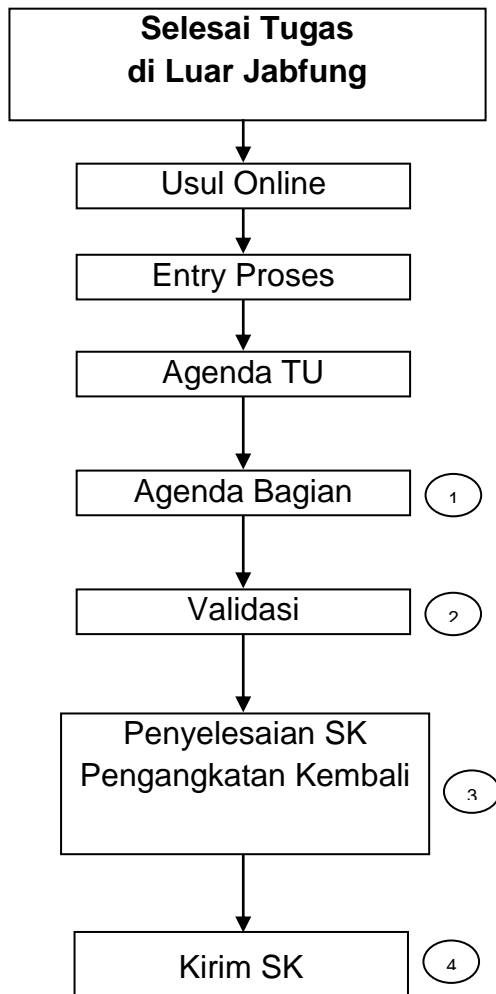 Selesai Tugas
di Luar Jabfung
Usul Online
Entry Proses
Agenda TU
Agenda Bagian
1
Validasi
2
Penyelesaian SK
Pengangkatan Kembali
3
Kirim SK
4